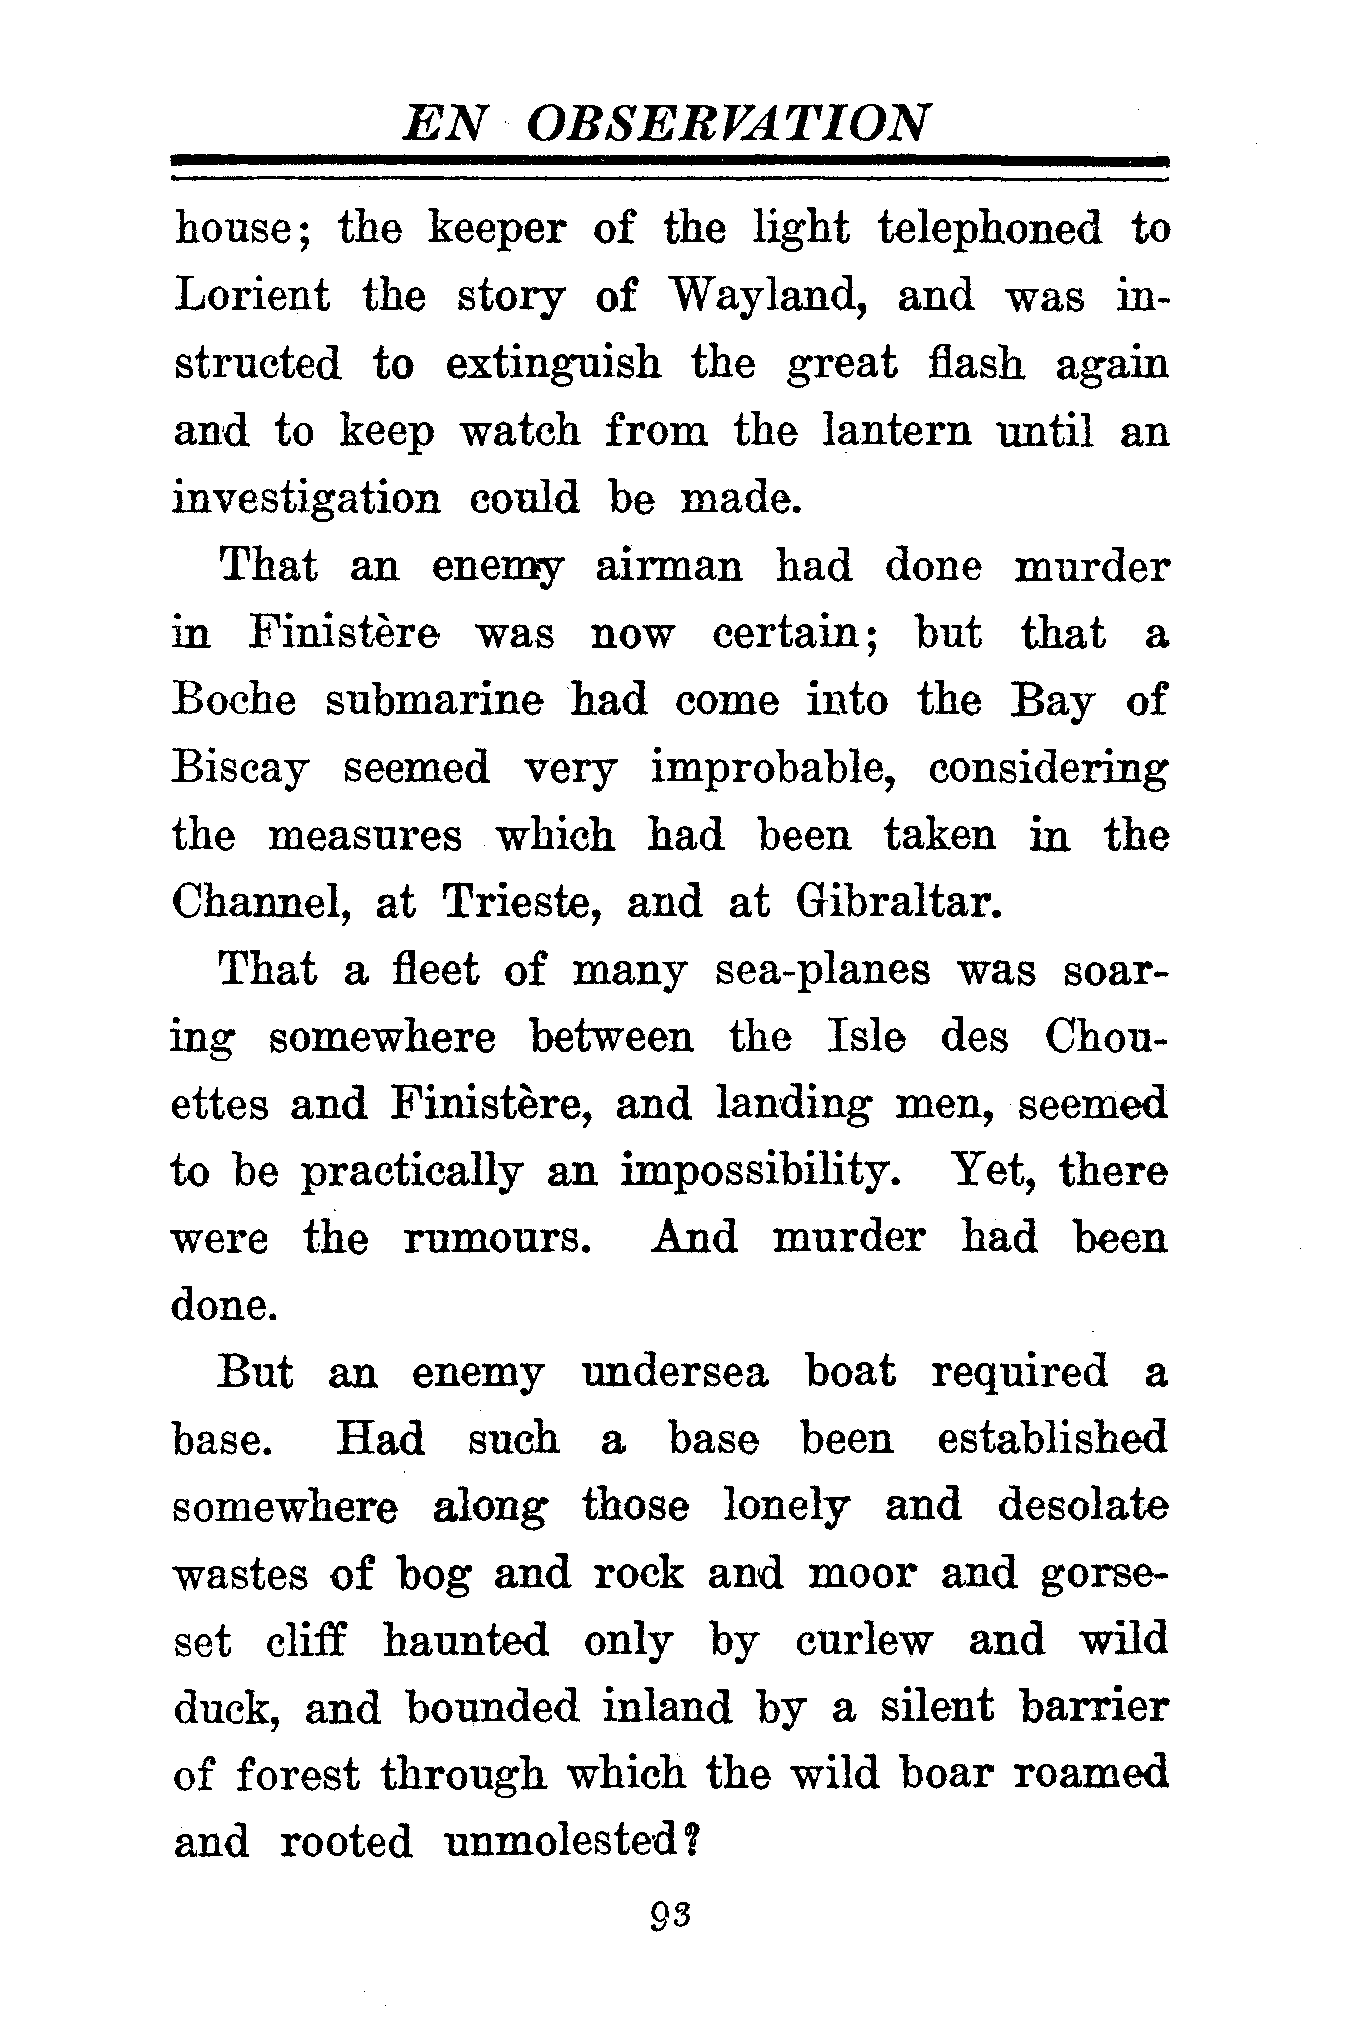 EN OBSERVATION
house; the keeper of the light telephoned to
Lorient the story of Wayland, and was in-
structed to extinguish the great flash again
and to keep watch from the lantern until an
investigation could be made.
That an enemy airman had done murder
in Finistère was now certain; but that a
Boche submarine had come into the Bay of
Biscay seemed very improbable, considering
the measures which had been taken in the
Channel, at Trieste, and at Gibraltar.
That a fleet of many sea-planes was soar-
ing somewhere between the Isle des Chou-
ettes and Finistère, and landing men, seemed
to be practically an impossibility. Yet, there
were the rumours. And murder had been
done.
But an enemy undersea boat required a
base. Had such a base been established
somewhere along those lonely and desolate
wastes of bog and rock and moor and gorse-
set cliff haunted only by curlew and wild
duck, and bounded inland by a silent barrier
of forest through which the wild boar roamed
and rooted unmolested?
93